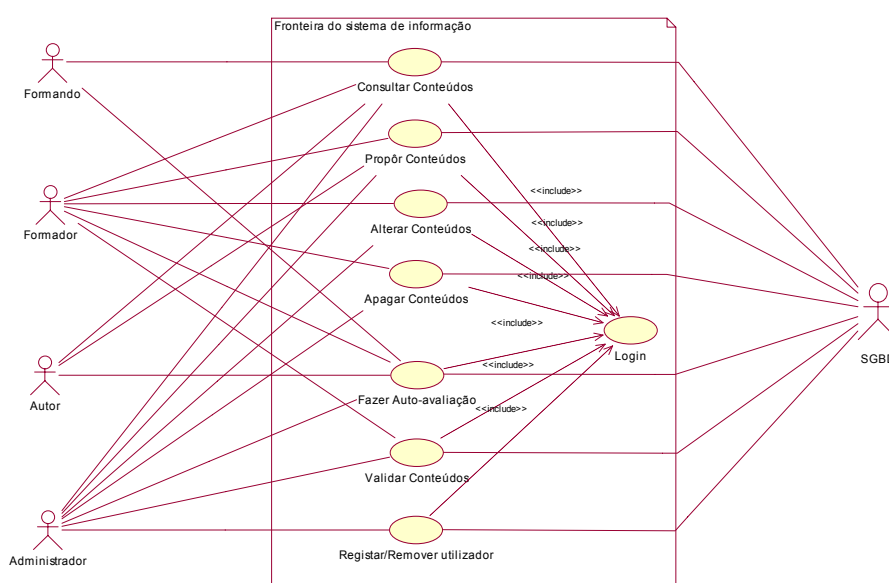 Fronteira do sistema de informação
Formando
Consultar Conteúdos
Propôr Conteúdos
<<include>>
Formador
Alterar Conteúdos
<<include>>
<<include>>
Apagar Conteúdos
<<include>>
<<include>>
Login
SGBD
<<include>>
Autor
Fazer Auto-avaliação
<<include>>
Validar Conteúdos
Administrador
Registar/Remover utilizador